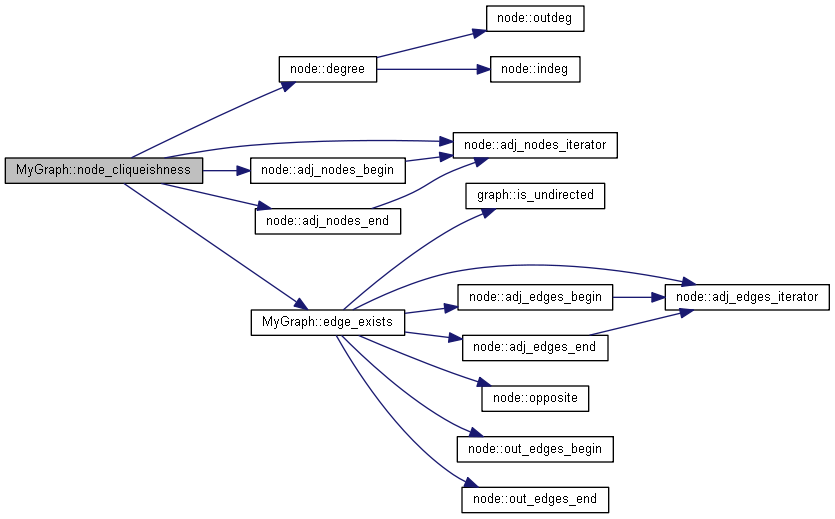 node::outdeg
node::degree
node::indeg
node::adj_nodes_iterator
MyGraph::node_cliqueishness
node::adj_nodes_begin
graph::is_undirected
node::adj_nodes_end
node::adj_edges_begin
node::adj_edges_iterator
MyGraph::edge_exists
node::adj_edges_end
node::opposite
node::out_edges_begin
node::out_edges_end